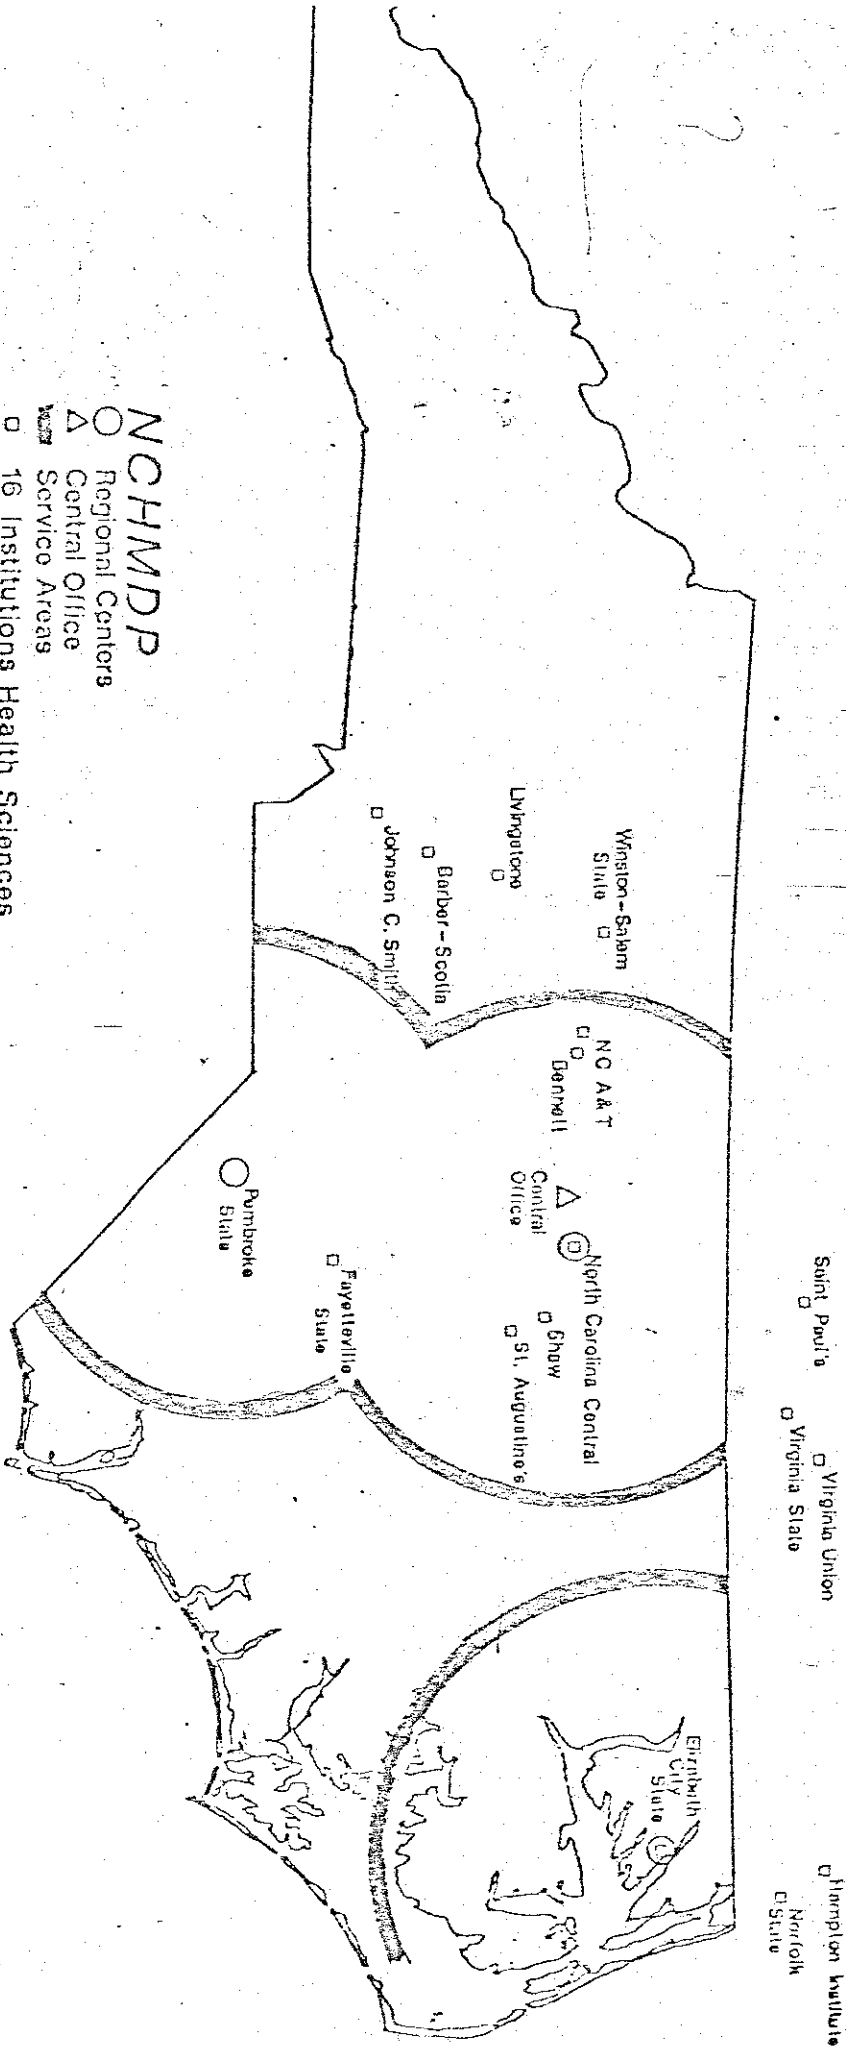 Saint Paul's
Virginia Union
Virginia State
Hampton Institute
Norfolk
State
Winston-Salem
State
Livingstone
Barber-Scotia
Johnson C. Smith
NC A&T
Bennett
Central
Office
North Carolina Central
Shaw
St. Augustine's
Fayetteville
State
Pembroke
State
Elizabeth
City
State
NCHMDP
Regional Centers
Central Office
Service Areas
16 Institutions Health Sciences